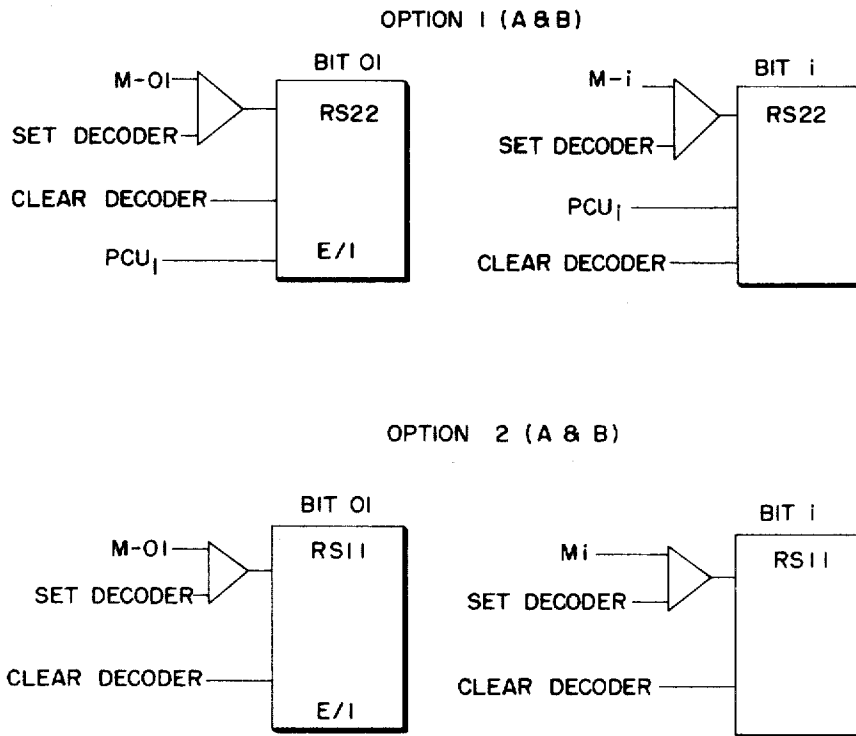 OPTION 1 (A & B)
BIT 01
M-01
RS22
SET DECODER
CLEAR DECODER
PCU1
E/1
BIT i
M-i
RS22
SET DECODER
PCUi
CLEAR DECODER
OPTION 2 (A & B)
BIT 01
M-01
RS11
SET DECODER
CLEAR DECODER
E/1
BIT i
Mi
RS11
SET DECODER
CLEAR DECODER